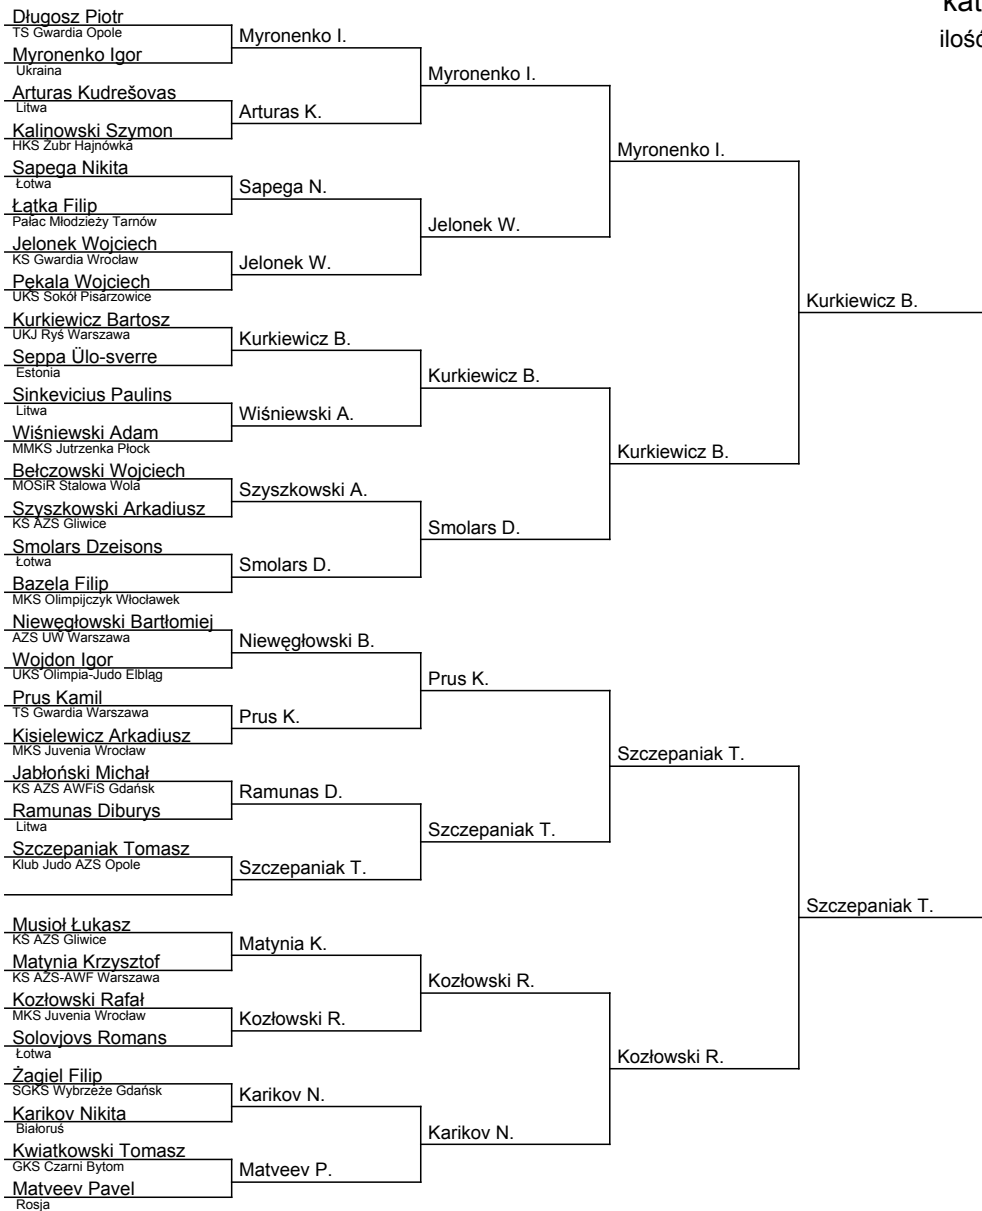 kat
ilość
Długosz Piotr
TS Gwardia Opole
Myronenko I.
Myronenko Igor
Ukraina
Myronenko I.
Arturas Kudrešovas
Litwa
Arturas K.
Kalinowski Szymon
HKS Żubr Hajnówka
Myronenko I.
Sapega Nikita
Łotwa
Sapega N.
Łątka Filip
Pałac Młodzieży Tarnów
Jelonek W.
Jelonek Wojciech
KS Gwardia Wrocław
Jelonek W.
Pękala Wojciech
UKS Sokół Pisarzowice
Kurkiewicz B.
Kurkiewicz Bartosz
UKJ Ryś Warszawa
Kurkiewicz B.
Seppa Ülo-sverre
Estonia
Kurkiewicz B.
Sinkevicius Paulins
Litwa
Wiśniewski A.
Wiśniewski Adam
MMKS Jutrzenka Płock
Kurkiewicz B.
Bełczowski Wojciech
MOSiR Stalowa Wola
Szyszkowski A.
Szyszkowski Arkadiusz
KS AZS Gliwice
Smolars D.
Smolars Dzeisons
Łotwa
Smolars D.
Bazela Filip
MKS Olimpijczyk Włocławek
Niewęgłowski Bartłomiej
AZS UW Warszawa
Niewęgłowski B.
Wojdon Igor
UKS Olimpia-Judo Elbląg
Prus K.
Prus Kamil
TS Gwardia Warszawa
Prus K.
Kisielewicz Arkadiusz
MKS Juvenia Wrocław
Szczepaniak T.
Jabłoński Michał
KS AZS AWFiS Gdańsk
Ramunas D.
Ramunas Diburys
Litwa
Szczepaniak T.
Szczepaniak Tomasz
Klub Judo AZS Opole
Szczepaniak T.
Szczepaniak T.
Musioł Łukasz
KS AZS Gliwice
Matynia K.
Matynia Krzysztof
KS AZS-AWF Warszawa
Kozłowski R.
Kozłowski Rafał
MKS Juvenia Wrocław
Kozłowski R.
Solovjovs Romans
Łotwa
Kozłowski R.
Żagiel Filip
SGKS Wybrzeże Gdańsk
Karikov N.
Karikov Nikita
Białoruś
Karikov N.
Kwiatkowski Tomasz
GKS Czarni Bytom
Matveev P.
Matveev Pavel
Rosja